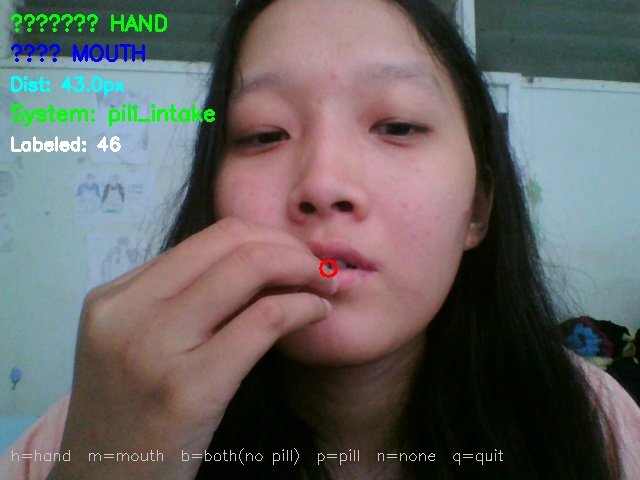 ??????? HAND
???? MOUTH
Dist: 43.0px
System: pill_intake
Labeled: 46
h=hand m=mouth b=both(no pill) p=pill n=none q=quit